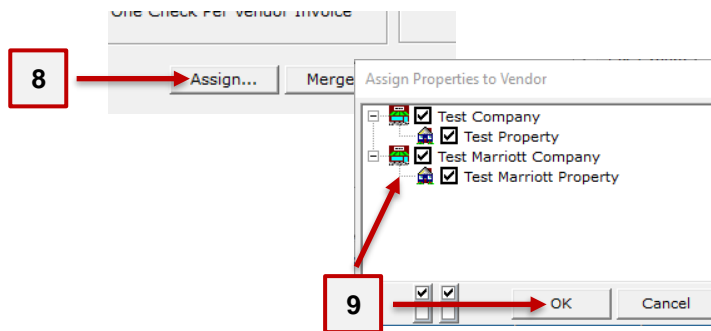 One Check Per Vendor Invoice
8
Assign...
Merge
Assign Properties to Vendor
Test Company
Test Property
Test Marriott Company
Test Marriott Property
9
OK
Cancel